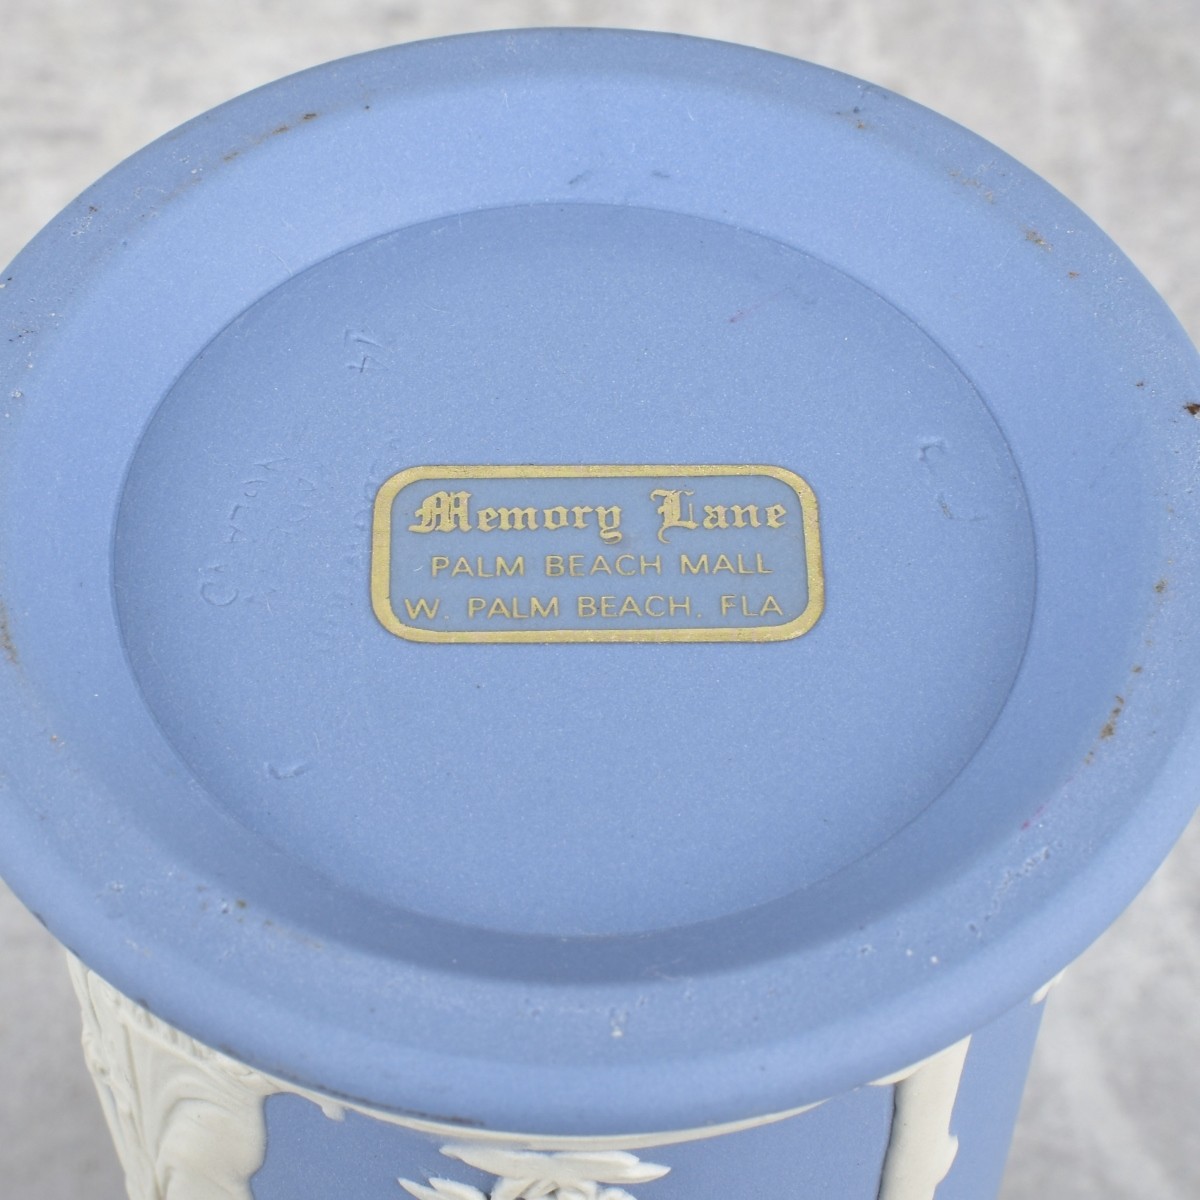 Memory Lane
PALM BEACH MALL
W. PALM BEACH, FLA